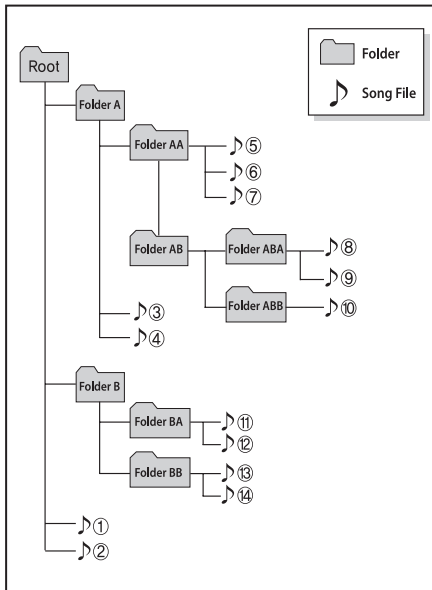 Folder
Song File
Root
Folder A
Folder AA
⑤
⑥
⑦
Folder AB
Folder ABA
⑧
⑨
Folder ABB
⑩
③
④
Folder B
Folder BA
⑪
⑫
Folder BB
⑬
⑭
①
②